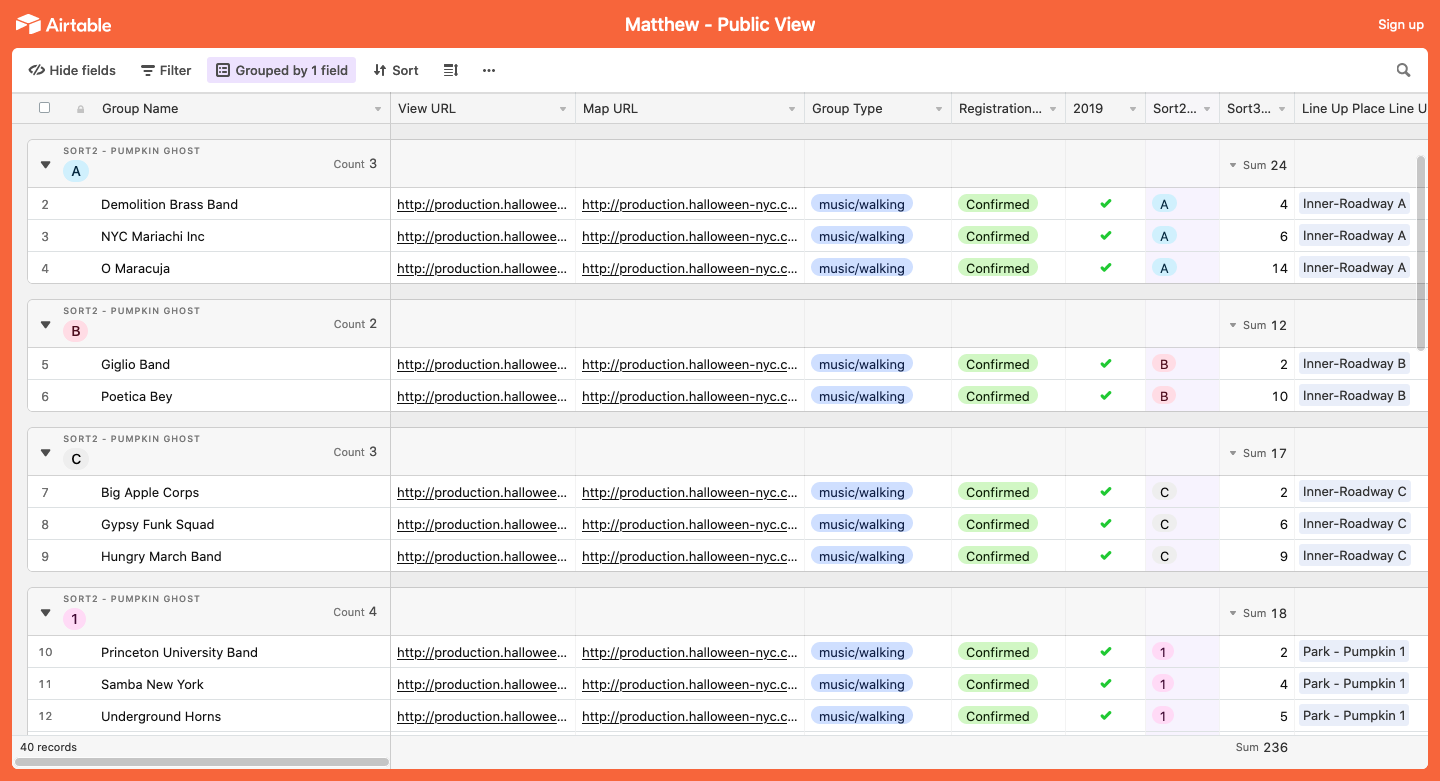 Airtable
Matthew - Public View
Sign up
Hide fields Filter Grouped by 1 field Sort
Group Name View URL Map URL Group Type Registration... 2019 Sort2... Sort3... Line Up Place Line U
SORT2 - PUMPKIN GHOST
A Count 3 Sum 24
2 Demolition Brass Band http://production.hallowee... http://production.halloween-nyc.c... music/walking Confirmed A 4 Inner-Roadway A
3 NYC Mariachi Inc http://production.hallowee... http://production.halloween-nyc.c... music/walking Confirmed A 6 Inner-Roadway A
4 O Maracuja http://production.hallowee... http://production.halloween-nyc.c... music/walking Confirmed A 14 Inner-Roadway A
SORT2 - PUMPKIN GHOST
B Count 2 Sum 12
5 Giglio Band http://production.hallowee... http://production.halloween-nyc.c... music/walking Confirmed B 2 Inner-Roadway B
6 Poetica Bey http://production.hallowee... http://production.halloween-nyc.c... music/walking Confirmed B 10 Inner-Roadway B
SORT2 - PUMPKIN GHOST
C Count 3 Sum 17
7 Big Apple Corps http://production.hallowee... http://production.halloween-nyc.c... music/walking Confirmed C 2 Inner-Roadway C
8 Gypsy Funk Squad http://production.hallowee... http://production.halloween-nyc.c... music/walking Confirmed C 6 Inner-Roadway C
9 Hungry March Band http://production.hallowee... http://production.halloween-nyc.c... music/walking Confirmed C 9 Inner-Roadway C
SORT2 - PUMPKIN GHOST
1 Count 4 Sum 18
10 Princeton University Band http://production.hallowee... http://production.halloween-nyc.c... music/walking Confirmed 1 2 Park - Pumpkin 1
11 Samba New York http://production.hallowee... http://production.halloween-nyc.c... music/walking Confirmed 1 4 Park - Pumpkin 1
12 Underground Horns http://production.hallowee... http://production.halloween-nyc.c... music/walking Confirmed 1 5 Park - Pumpkin 1
40 records Sum 236